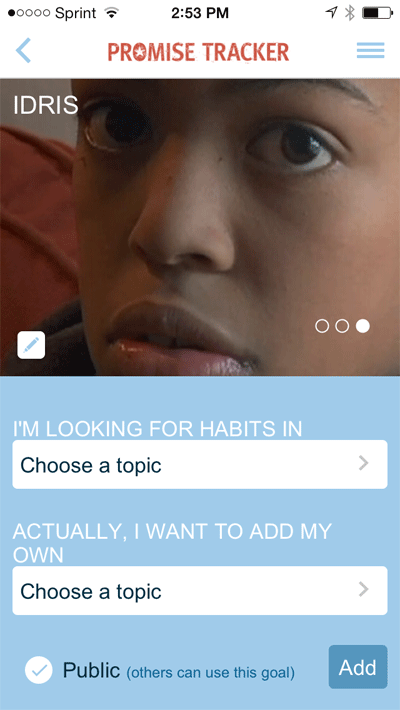 Sprint 2:53 PM
PROMISE TRACKER
IDRIS
I'M LOOKING FOR HABITS IN
Choose a topic
ACTUALLY, I WANT TO ADD MY
OWN
Choose a topic
Public (others can use this goal)
Add